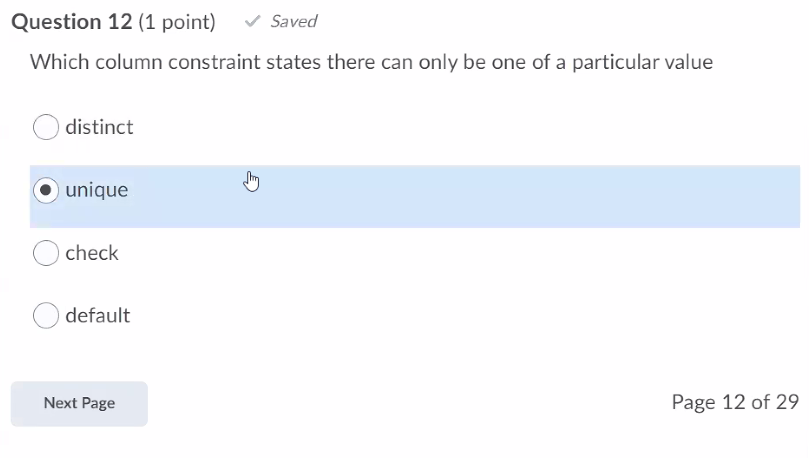 Question 12 (1 point) Saved
Which column constraint states there can only be one of a particular value
distinct
unique
check
default
Next Page Page 12 of 29